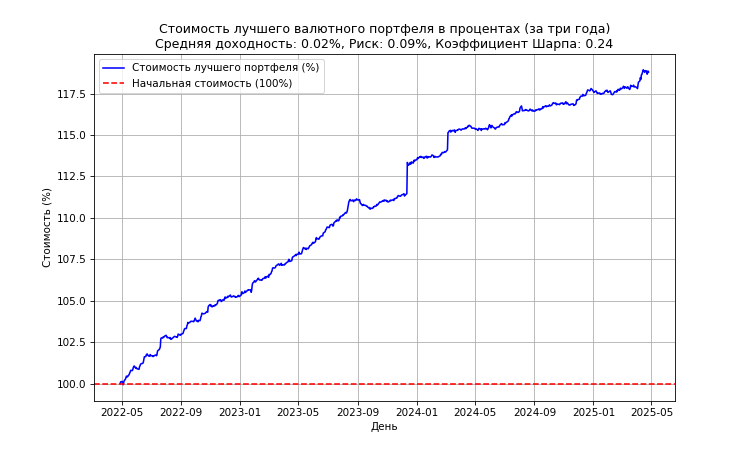 Стоимость лучшего валютного портфеля в процентах (за три года)
Средняя доходность: 0.02%, Риск: 0.09%, Коэффициент Шарпа: 0.24
Стоимость лучшего портфеля (%)
Начальная стоимость (100%)
Стоимость (%)
117.5
115.0
112.5
110.0
107.5
105.0
102.5
100.0
2022-05 2022-09 2023-01 2023-05 2023-09 2024-01 2024-05 2024-09 2025-01 2025-05
День